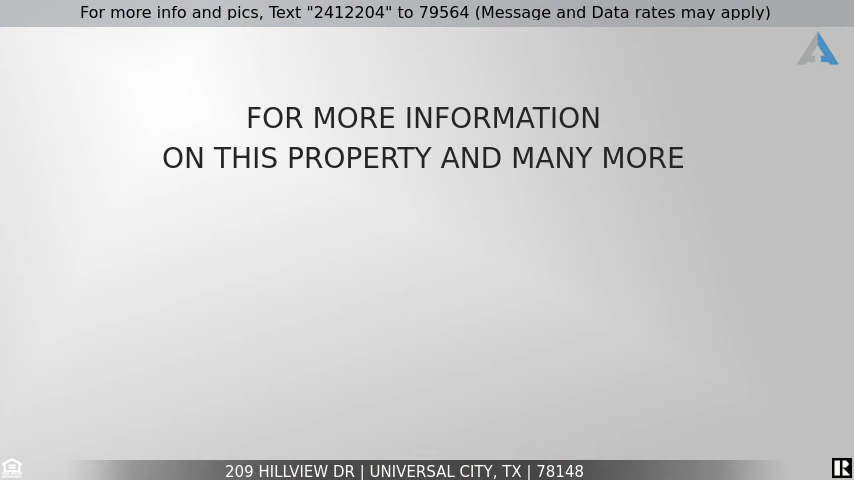 For more info and pics, Text "2412204" to 79564 (Message and Data rates may apply)
FOR MORE INFORMATION
ON THIS PROPERTY AND MANY MORE
209 HILLVIEW DR | UNIVERSAL CITY, TX | 78148